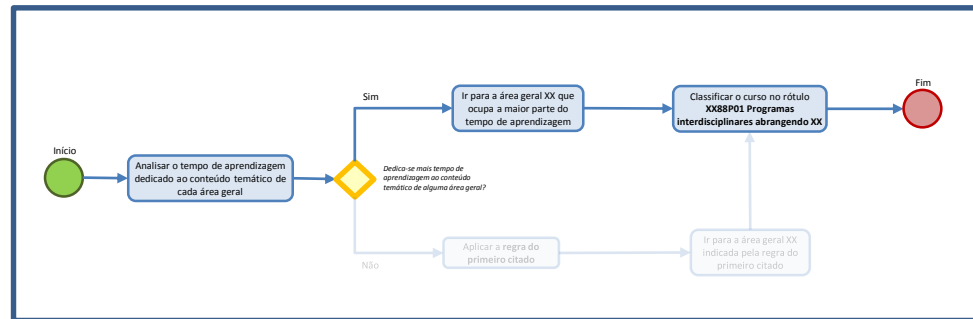 Início
Analisar o tempo de aprendizagem
dedicado ao conteúdo temático de
cada área geral
Dedica-se mais tempo de
aprendizagem ao conteúdo
temático de alguma área geral?
Sim
Ir para a área geral XX que
ocupa a maior parte do
tempo de aprendizagem
Classificar o curso no rótulo
XX88P01 Programas
interdisciplinares abrangendo XX
Fim
Não
Aplicar a regra do
primeiro citado
Ir para a área geral XX
indicada pela regra do
primeiro citado